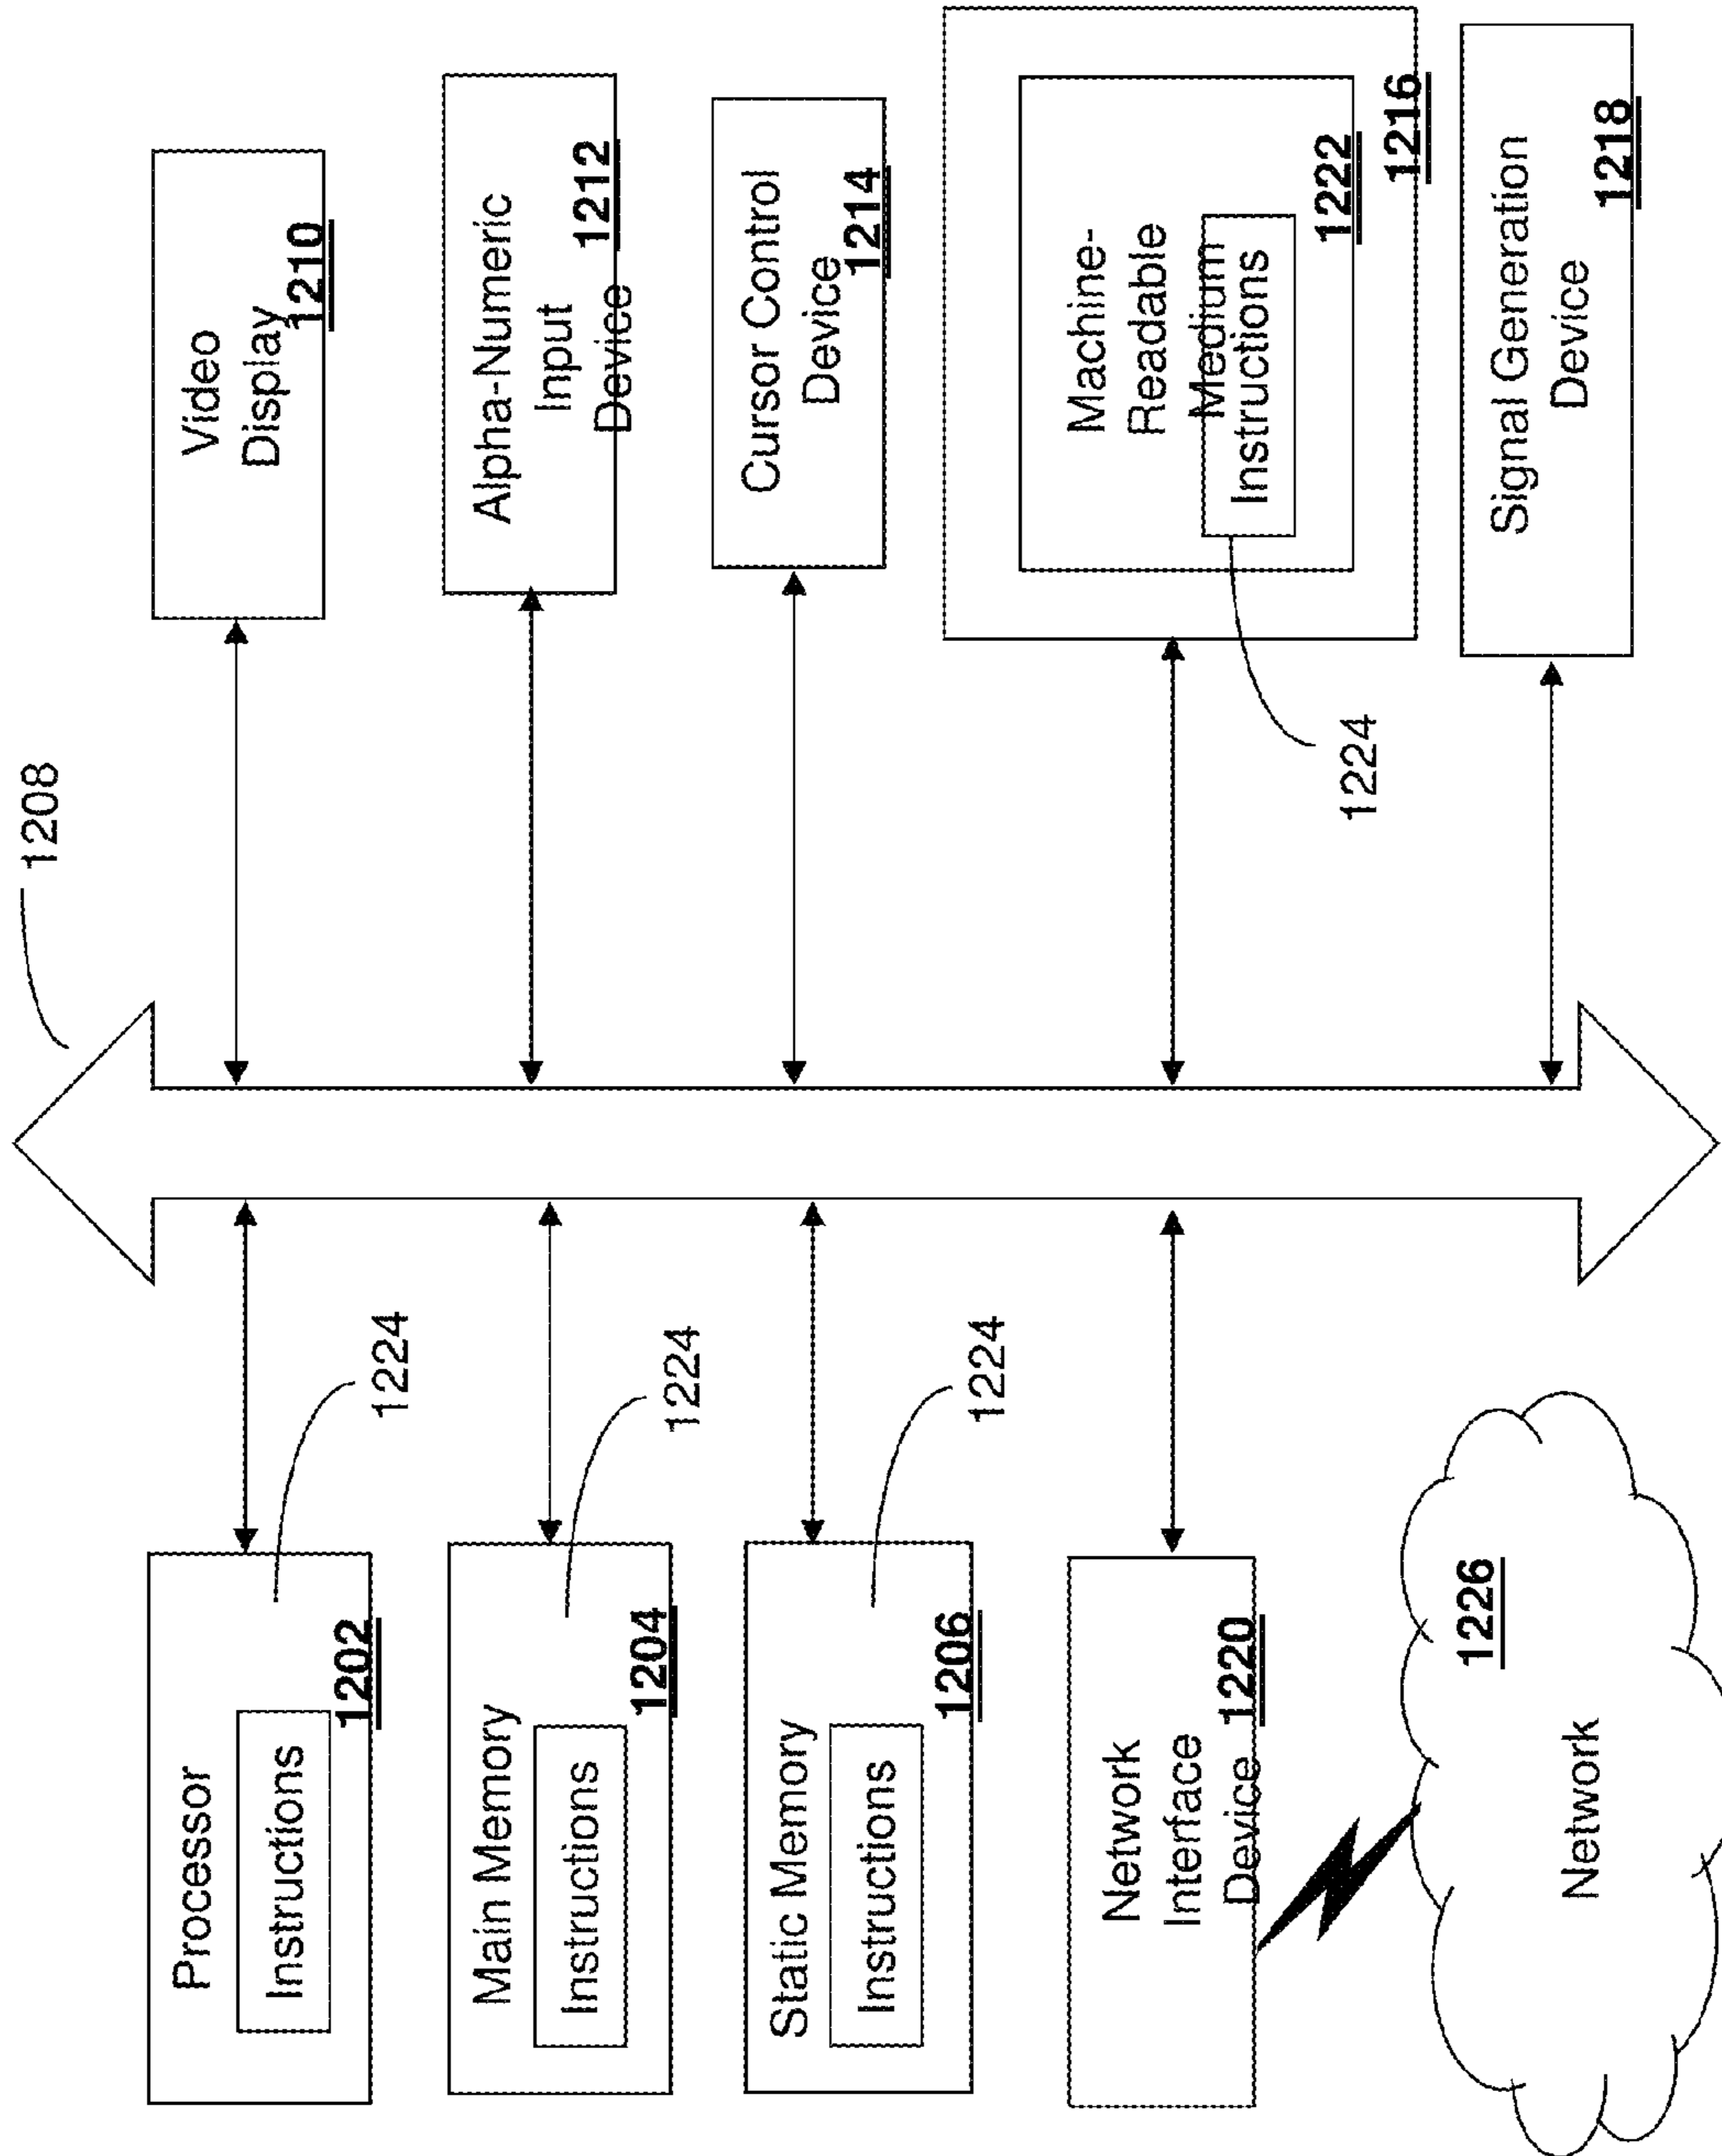 1208
Processor
Instructions
1202
1224
Main Memory
Instructions
1204
1224
Static Memory
Instructions
1206
1224
Network
Interface
Device
1220
1226
Network
Video
Display
1210
Alpha-Numeric
Input
Device
1212
Cursor Control
Device
1214
Machine-
Readable
Medium
Instructions
1222
1216
1224
Signal Generation
Device
1218